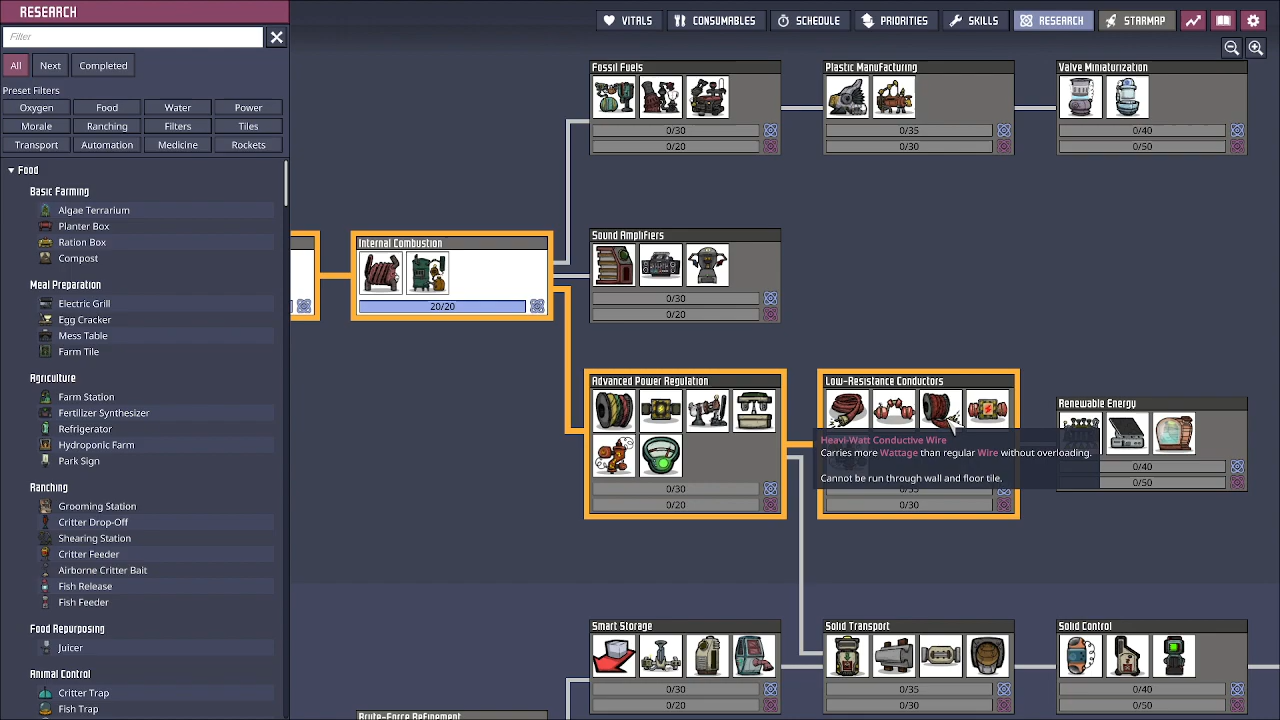 RESEARCH
VITALS
CONSUMABLES
SCHEDULE
PRIORITIES
SKILLS
RESEARCH
STARMAP
Filter
All
Next
Completed
Preset Filters
Oxygen
Food
Water
Power
Morale
Ranching
Filters
Tiles
Transport
Automation
Medicine
Rockets
Food
Basic Farming
Algae Terrarium
Planter Box
Ration Box
Compost
Meal Preparation
Electric Grill
Egg Cracker
Mess Table
Farm Tile
Agriculture
Farm Station
Fertilizer Synthesizer
Refrigerator
Hydroponic Farm
Park Sign
Ranching
Grooming Station
Critter Drop-Off
Shearing Station
Critter Feeder
Airborne Critter Bait
Fish Release
Fish Feeder
Food Repurposing
Juicer
Animal Control
Critter Trap
Fish Trap
Fossil Fuels
0/30
0/20
Plastic Manufacturing
0/35
0/30
Valve Miniaturization
0/40
0/50
Internal Combustion
20/20
Sound Amplifiers
0/30
0/20
Advanced Power Regulation
0/30
0/20
Low-Resistance Conductors
0/30
Heavi-Watt Conductive Wire
Carries more Wattage than regular Wire without overloading.
Cannot be run through wall and floor tile.
Renewable Energy
0/40
0/50
Smart Storage
0/30
0/20
Solid Transport
0/35
0/30
Solid Control
0/40
0/50
Brute-Force Refinement